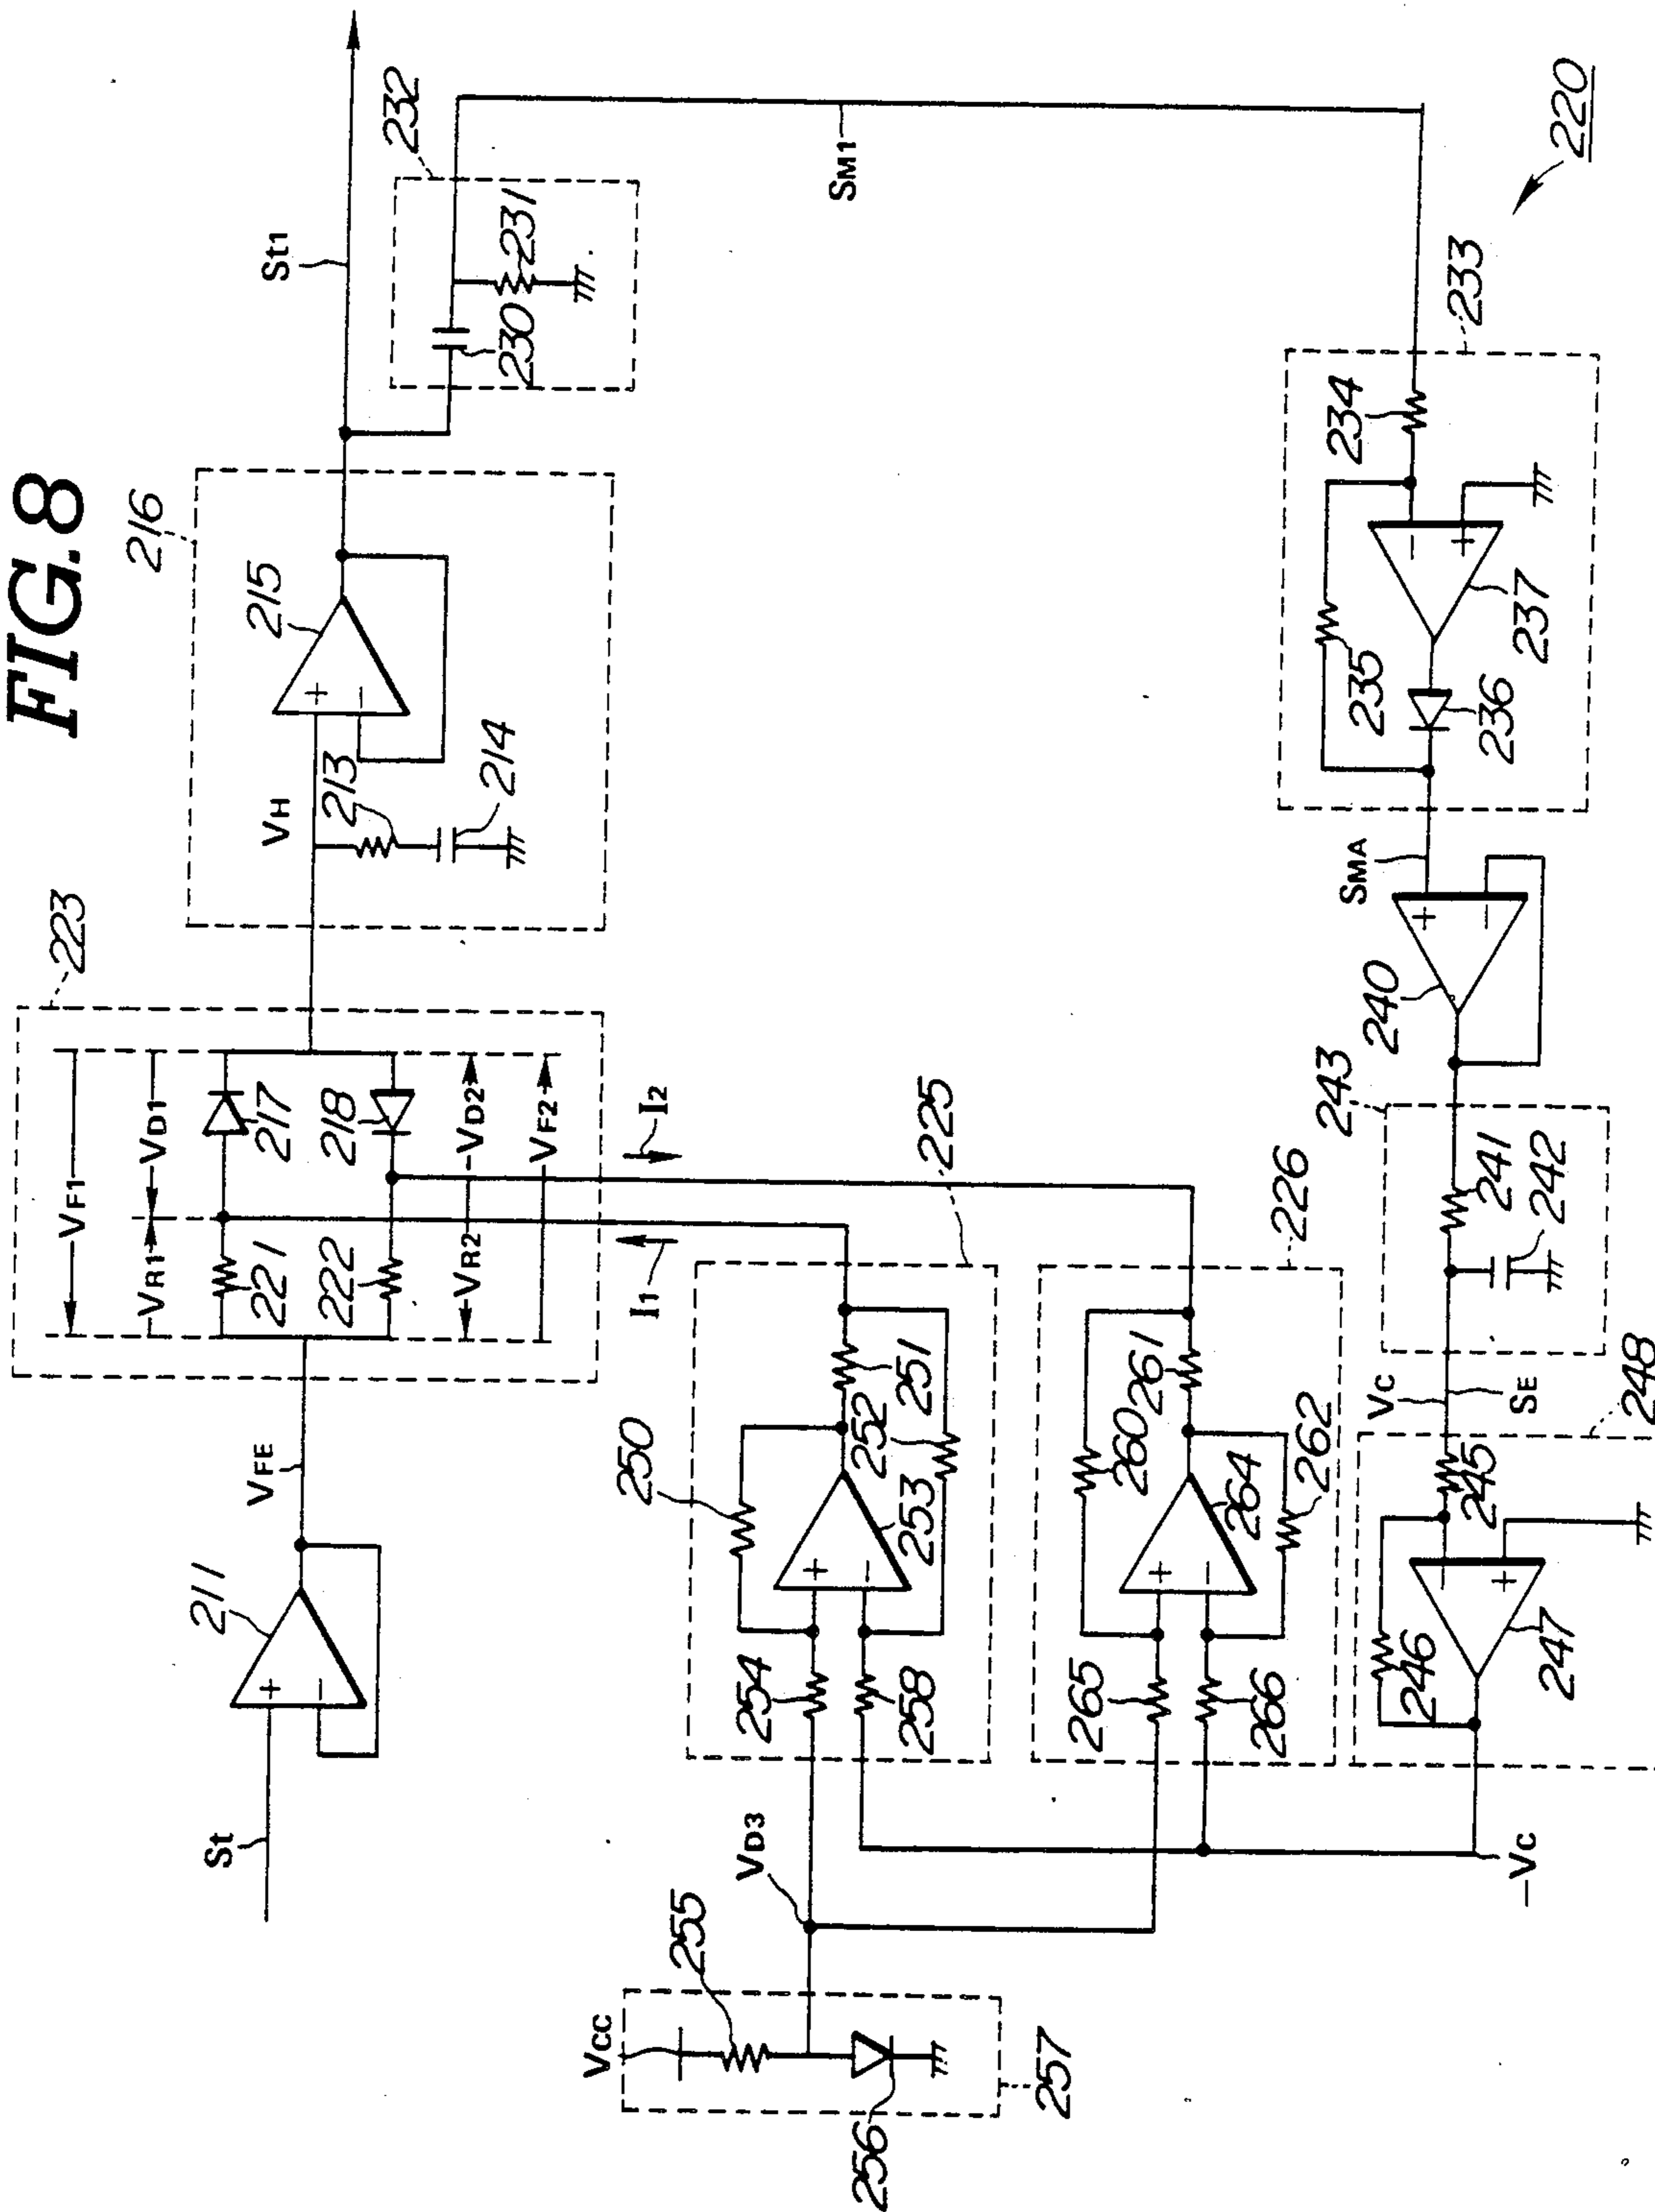 FIG.8
St
211
VFE
223
VF1
VR1
VD1
221
217
222
218
VR2
VD2
VF2
I1
I2
216
VH
213
214
215
St1
232
230
231
SM1
220
VCC
255
256
257
VD3
250
254
258
253
252
251
225
265
266
260
264
261
262
226
-VC
246
247
245
248
VC
SE
243
241
242
240
SMA
233
235
236
237
234
+
−
+
−
+
−
+
−
−
+
+
−
−
+